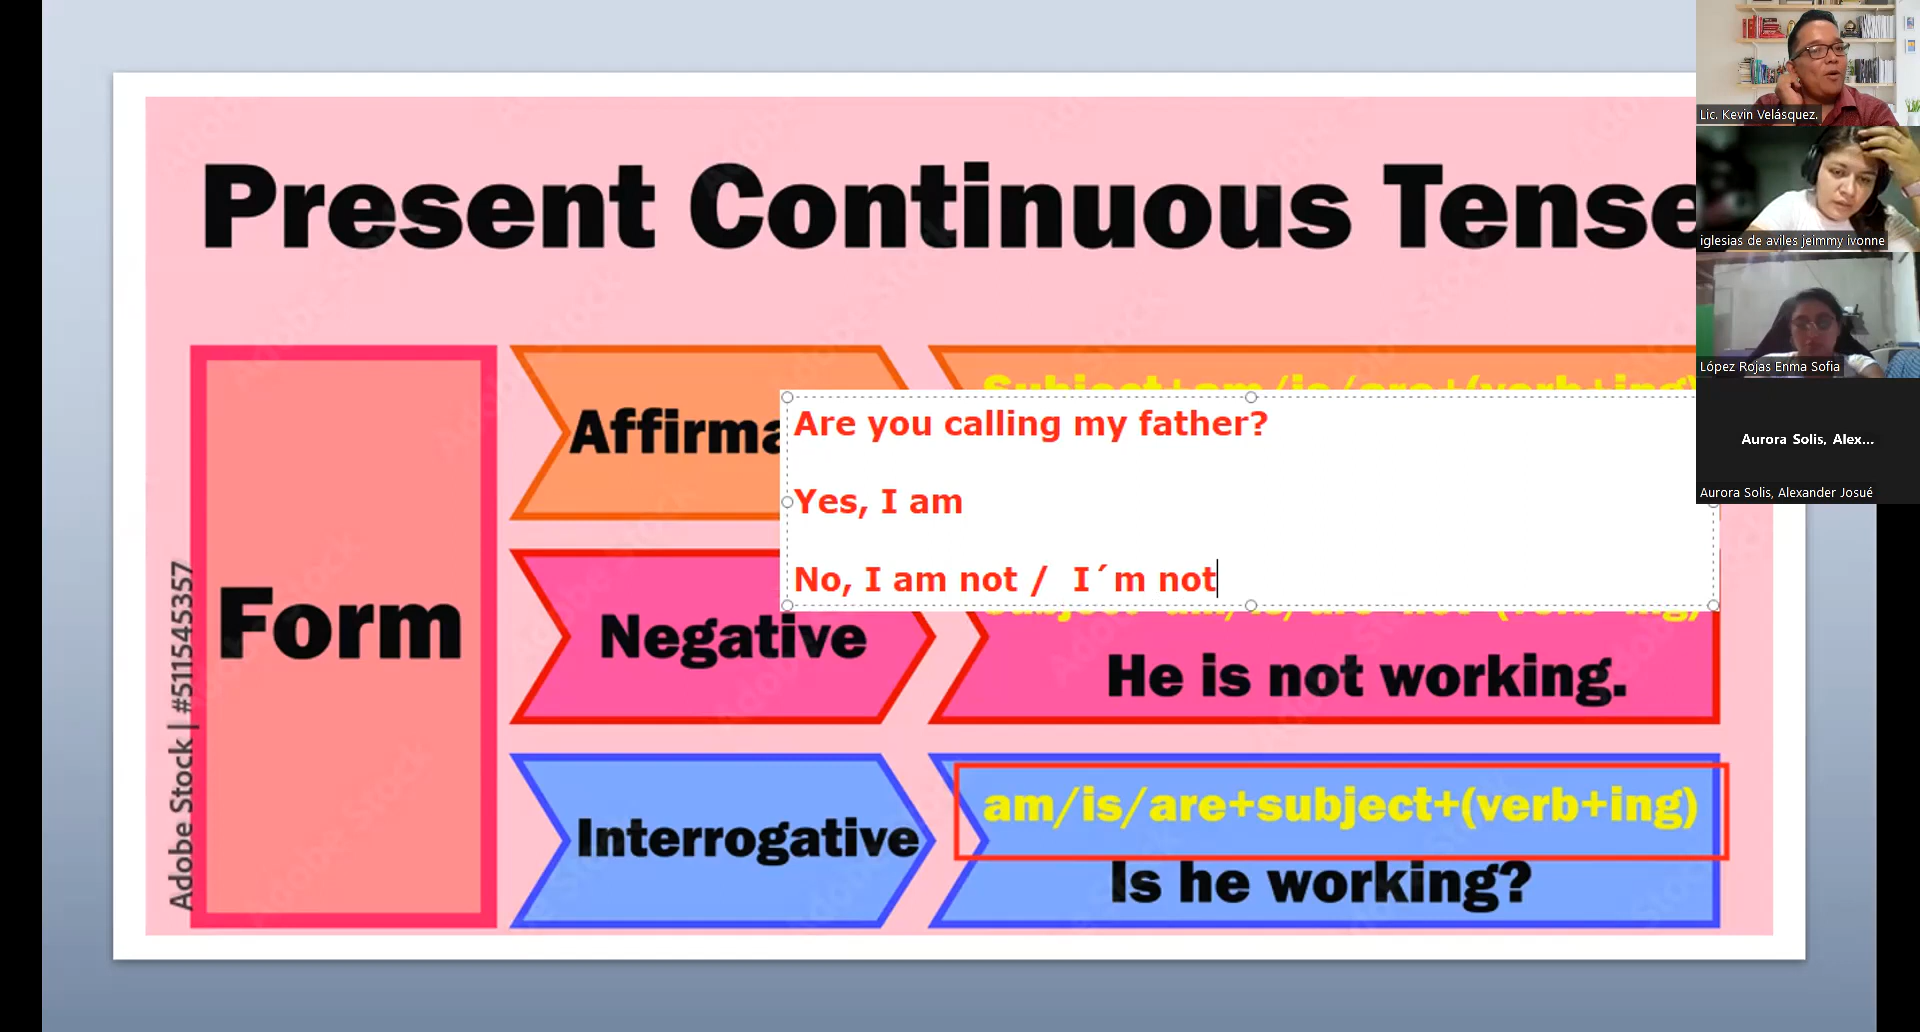 Present Continuous Tense
Form
Affirma
Subject+am/is/are+(verb+ing)
Are you calling my father?
Yes, I am
No, I am not /  I´m not
Negative
He is not working.
Interrogative
am/is/are+subject+(verb+ing)
Is he working?
Adobe Stock | #511545357
Lic. Kevin Velásquez.
iglesias de aviles jeimmy ivonne
López Rojas Enma Sofia
Aurora Solis, Alex...
Aurora Solis, Alexander Josué